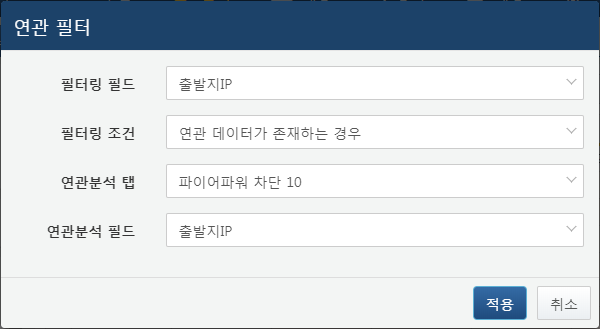 연관 필터
필터링 필드 출발지IP
필터링 조건 연관 데이터가 존재하는 경우
연관분석 탭 파이어파워 차단 10
연관분석 필드 출발지IP
적용 취소